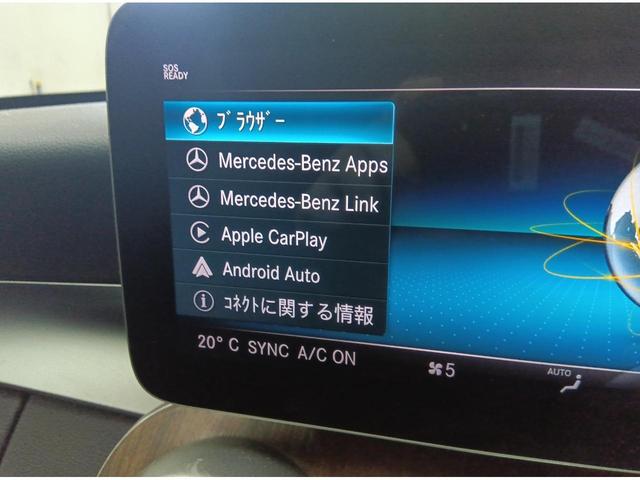 SOS
READY
ﾌﾞﾗｳｻﾞｰ
Mercedes-Benz Apps
Mercedes-Benz Link
Apple CarPlay
Android Auto
ｺﾈｸﾄに関する情報
20° C SYNC A/C ON
5
AUTO